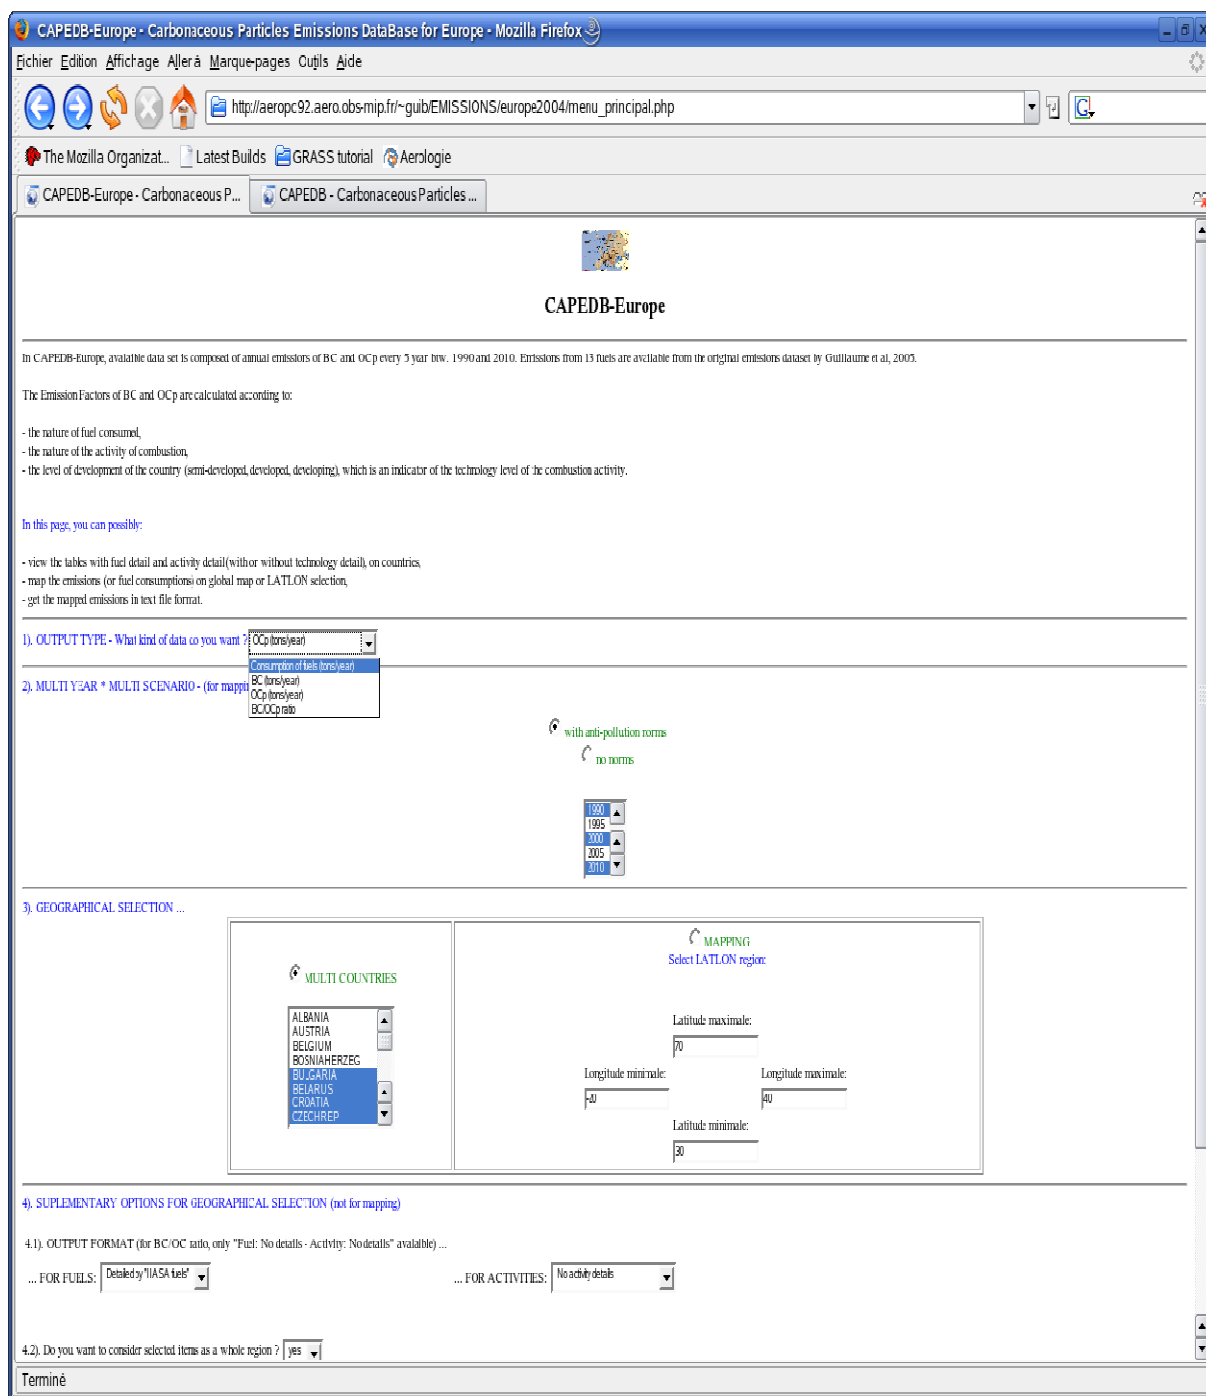 CAPEDB-Europe - Carbonaceous Particles Emissions DataBase for Europe - Mozilla Firefox
Fichier Edition Affichage Aller à Marque-pages Outils Aide
http://aeropc92.aero.obs-mip.fr/~guib/EMISSIONS/europe2004/menu_principal.php
The Mozilla Organizat... Latest Builds GRASS tutorial Aérologie
CAPEDB-Europe - Carbonaceous P... CAPEDB - Carbonaceous Particles ...
CAPEDB-Europe
In CAPEDB-Europe, avalaible data set is composed of annual emissions of BC and OCp every 5 year btw. 1990 and 2010. Emissions from 13 fuels are available from the original emissions dataset by Guillaume et al, 2005.
The Emission Factors of BC and OCp are calculated according to:
- the nature of fuel consumed,
- the nature of the activity of combustion,
- the level of development of the country (semi-developed, developed, developing), which is an indicator of the technology level of the combustion activity.
In this page, you can possibly:
- view the tables with fuel detail and activity detail(with or without technology detail), on countries,
- map the emissions (or fuel consumptions) on global map or LATLON selection,
- get the mapped emissions in text file format.
1). OUTPUT TYPE - What kind of data do you want ? OCp (tons/year)
Consumption of fuels (tons/year)
BC (tons/year)
OCp (tons/year)
BC/OCp ratio
2). MULTI YEAR * MULTI SCENARIO - (for mappin
with anti-pollution norms
no norms
1990
1995
2000
2005
2010
3). GEOGRAPHICAL SELECTION ...
MULTI COUNTRIES
ALBANIA
AUSTRIA
BELGIUM
BOSNIAHERZEG
BULGARIA
BELARUS
CROATIA
CZECHREP
MAPPING
Select LATLON region:
Latitude maximale:
70
Longitude minimale: Longitude maximale:
-20 40
Latitude minimale:
30
4). SUPLEMENTARY OPTIONS FOR GEOGRAPHICAL SELECTION (not for mapping)
4.1). OUTPUT FORMAT (for BC/OC ratio, only "Fuel: No details - Activity: No details" avalaible) ...
... FOR FUELS: Detailed by "IIASA fuels" ... FOR ACTIVITIES: No activity details
4.2). Do you want to consider selected items as a whole region ? yes
Terminé